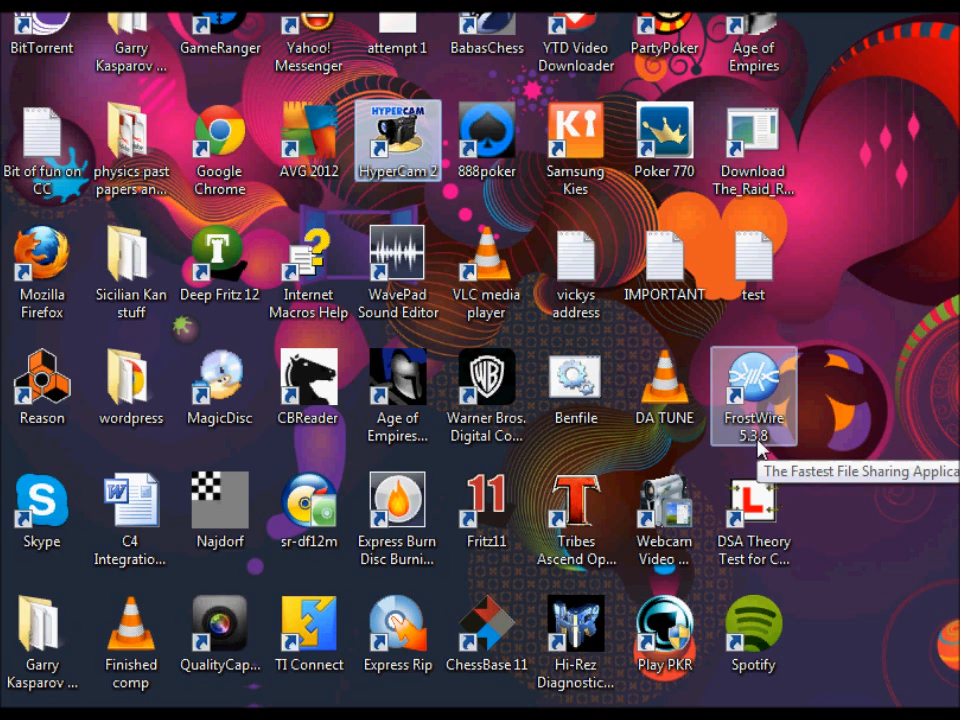 BitTorrent
Garry
Kasparov ...
GameRanger
Yahoo!
Messenger
attempt 1
BabasChess
YTD Video
Downloader
PartyPoker
Age of
Empires
Bit of fun on
CC
physics past
papers an...
Google
Chrome
AVG 2012
HYPERCAM
HyperCam 2
888poker
KI
Samsung
Kies
Poker 770
Download
The_Raid_R...
Mozilla
Firefox
Sicilian Kan
stuff
T
Deep Fritz 12
?
Internet
Macros Help
WavePad
Sound Editor
VLC media
player
vickys
address
IMPORTANT
test
Reason
wordpress
MagicDisc
CBReader
Age of
Empires...
WB
Warner Bros.
Digital Co...
Benfile
DA TUNE
FrostWire
5.3.8
The Fastest File Sharing Applica
S
Skype
W
C4
Integratio...
Najdorf
sr-df12m
Express Burn
Disc Burni...
11
Fritz11
T
Tribes
Ascend Op...
Webcam
Video ...
L
DSA Theory
Test for C...
Garry
Kasparov ...
Finished
comp
QualityCap...
TI Connect
Express Rip
ChessBase 11
HiR
Hi-Rez
Diagnostic...
Play PKR
Spotify